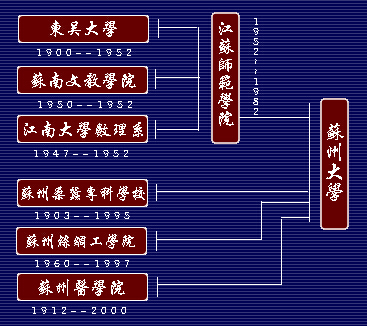 東吳大學
1900--1952
蘇南文教學院
1950--1952
江南大學數理系
1947--1952
江蘇師範學院
1952~~1982
蘇州大學
蘇州蚕桑專科學校
1903--1995
蘇州絲綢工學院
1960--1997
蘇州醫學院
1912--2000